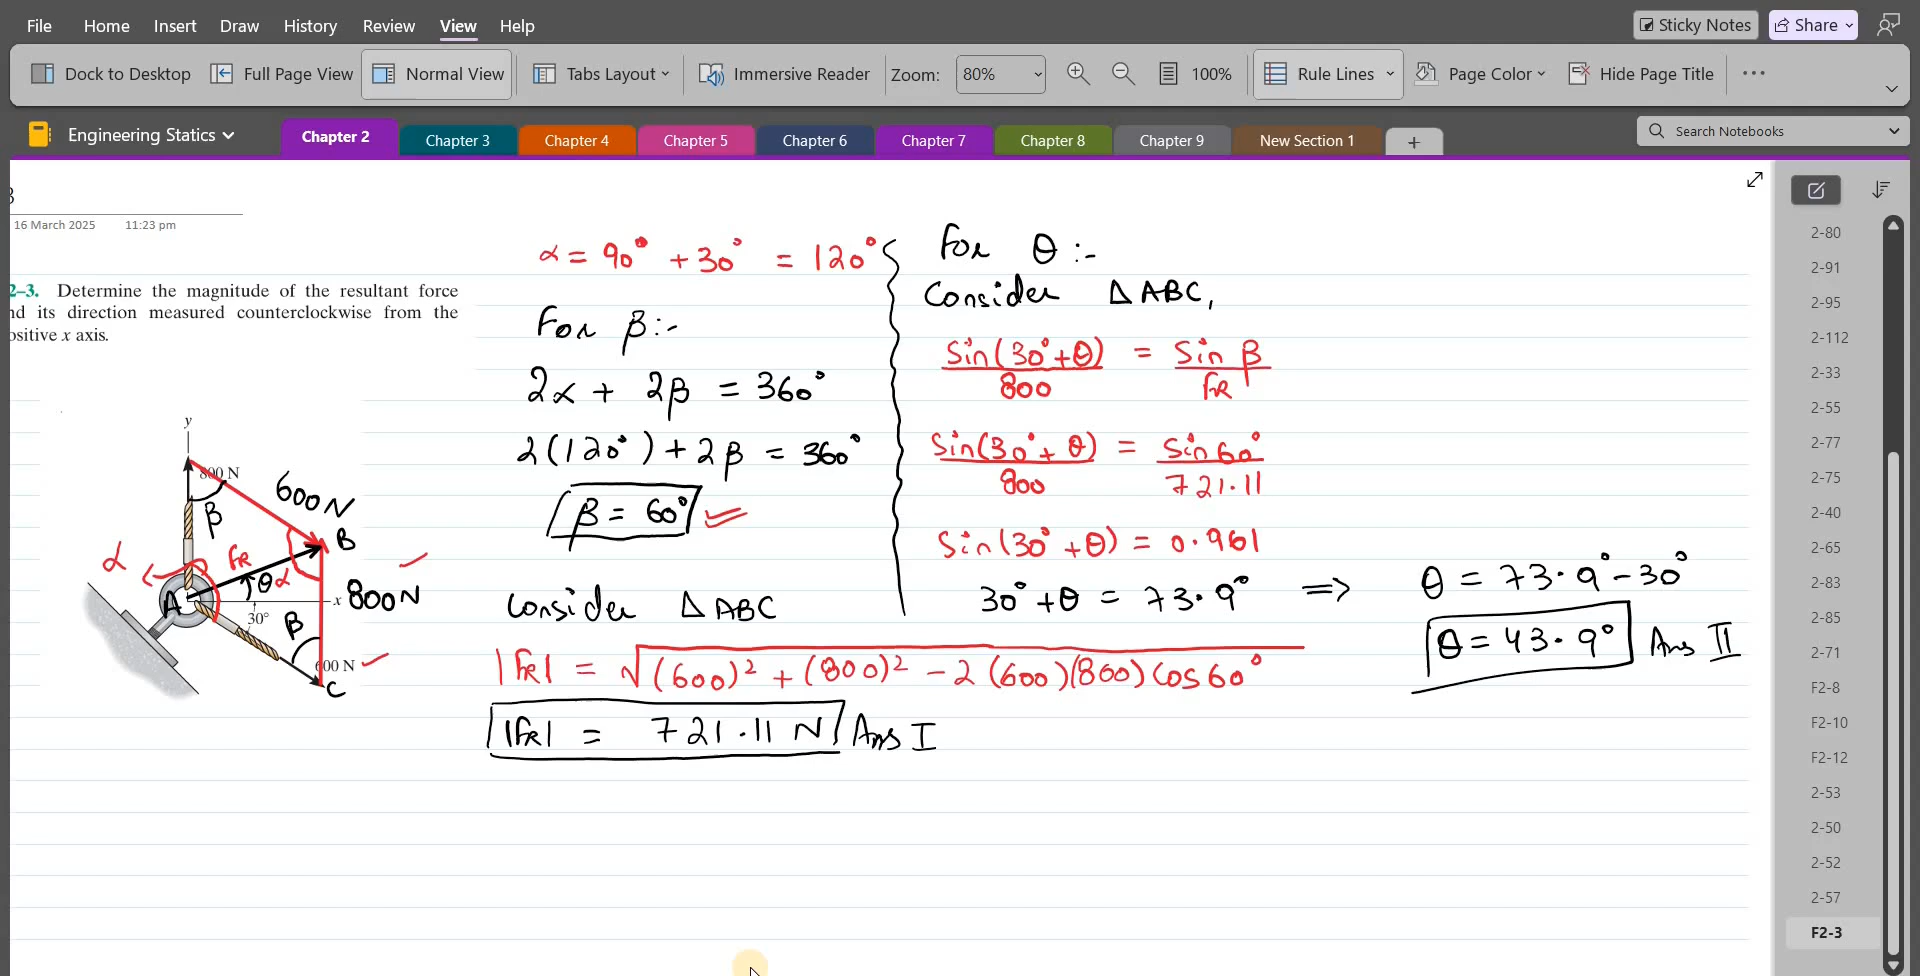 File Home Insert Draw History Review View Help
Sticky Notes Share
Dock to Desktop Full Page View Normal View Tabs Layout Immersive Reader Zoom: 80% 100% Rule Lines Page Color Hide Page Title
Engineering Statics Chapter 2 Chapter 3 Chapter 4 Chapter 5 Chapter 6 Chapter 7 Chapter 8 Chapter 9 New Section 1 + Search Notebooks
3
16 March 2025 11:23 pm
2–3. Determine the magnitude of the resultant force
nd its direction measured counterclockwise from the
ositive x axis.
y
800 N
600 N
β
B
α
FR
θ
α
A
x
800 N
30°
β
600 N
C
α = 90° + 30° = 120°
For β :-
2α + 2β = 360°
2(120°) + 2β = 360°
β = 60°
Consider △ABC
|FR| = √(600)² + (800)² - 2(600)(800) cos 60°
|FR| = 721.11 N Ans I
For θ :-
Consider △ABC,
Sin(30° + θ) / 800 = Sin β / FR
Sin(30° + θ) / 800 = Sin 60° / 721.11
Sin(30° + θ) = 0.961
30° + θ = 73.9° ⇒ θ = 73.9° - 30°
θ = 43.9° Ans II
2-80
2-91
2-95
2-112
2-33
2-55
2-77
2-75
2-40
2-65
2-83
2-85
2-71
F2-8
F2-10
F2-12
2-53
2-50
2-52
2-57
F2-3